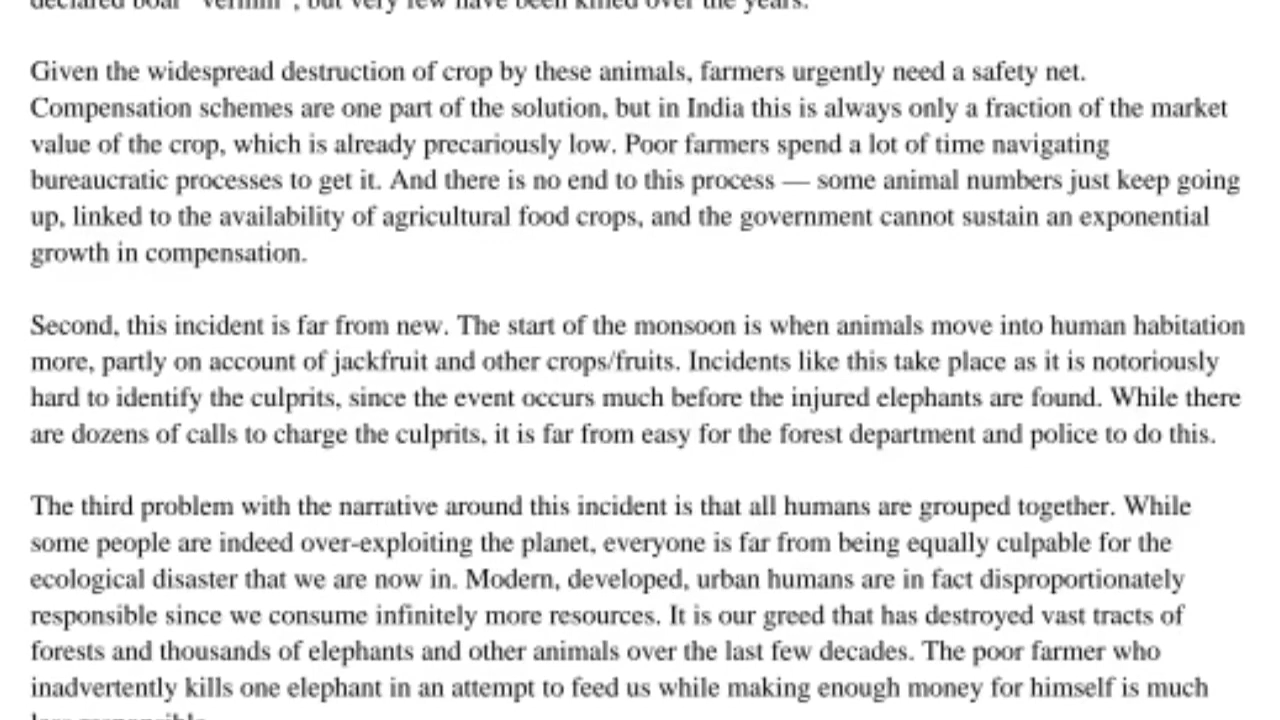 declared boar "vermin", but very few have been killed over the years.
Given the widespread destruction of crop by these animals, farmers urgently need a safety net.
Compensation schemes are one part of the solution, but in India this is always only a fraction of the market
value of the crop, which is already precariously low. Poor farmers spend a lot of time navigating
bureaucratic processes to get it. And there is no end to this process — some animal numbers just keep going
up, linked to the availability of agricultural food crops, and the government cannot sustain an exponential
growth in compensation.
Second, this incident is far from new. The start of the monsoon is when animals move into human habitation
more, partly on account of jackfruit and other crops/fruits. Incidents like this take place as it is notoriously
hard to identify the culprits, since the event occurs much before the injured elephants are found. While there
are dozens of calls to charge the culprits, it is far from easy for the forest department and police to do this.
The third problem with the narrative around this incident is that all humans are grouped together. While
some people are indeed over-exploiting the planet, everyone is far from being equally culpable for the
ecological disaster that we are now in. Modern, developed, urban humans are in fact disproportionately
responsible since we consume infinitely more resources. It is our greed that has destroyed vast tracts of
forests and thousands of elephants and other animals over the last few decades. The poor farmer who
inadvertently kills one elephant in an attempt to feed us while making enough money for himself is much